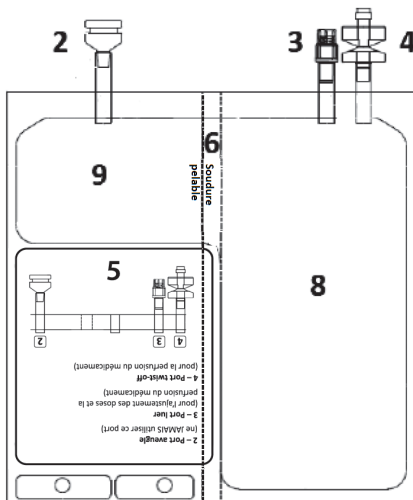 2
3
4
6
Soudure
pelable
9
5
8
2 – Port aveugle
(ne JAMAIS utiliser ce port)
3 – Port luer
(pour l'ajustement des doses et la
perfusion du médicament)
4 – Port twist-off
(pour la perfusion du médicament)
4 3 2